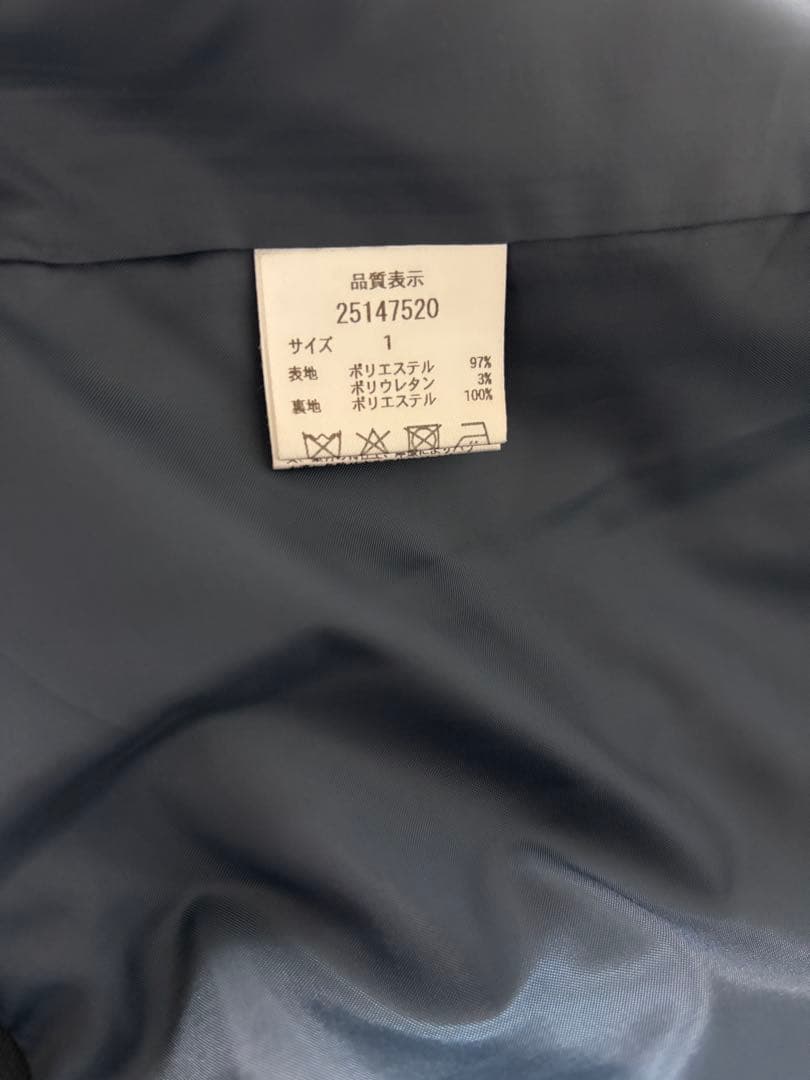 品質表示
25147520
サイズ 1
表地 ポリエステル 97%
ポリウレタン 3%
裏地 ポリエステル 100%